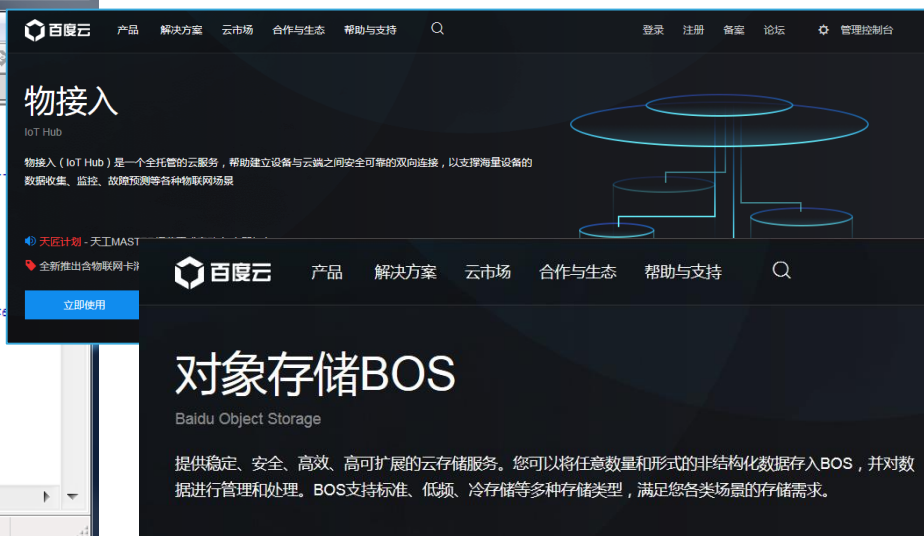 百度云 产品 解决方案 云市场 合作与生态 帮助与支持 登录 注册 备案 论坛 管理控制台
物接入
IoT Hub
物接入（IoT Hub）是一个全托管的云服务，帮助建立设备与云端之间安全可靠的双向连接，以支撑海量设备的
数据收集、监控、故障预测等各种物联网场景
天匠计划 - 天工MAST
全新推出含物联网卡
立即使用
百度云 产品 解决方案 云市场 合作与生态 帮助与支持
对象存储BOS
Baidu Object Storage
提供稳定、安全、高效、高可扩展的云存储服务。您可以将任意数量和形式的非结构化数据存入BOS，并对数
据进行管理和处理。BOS支持标准、低频、冷存储等多种存储类型，满足您各类场景的存储需求。